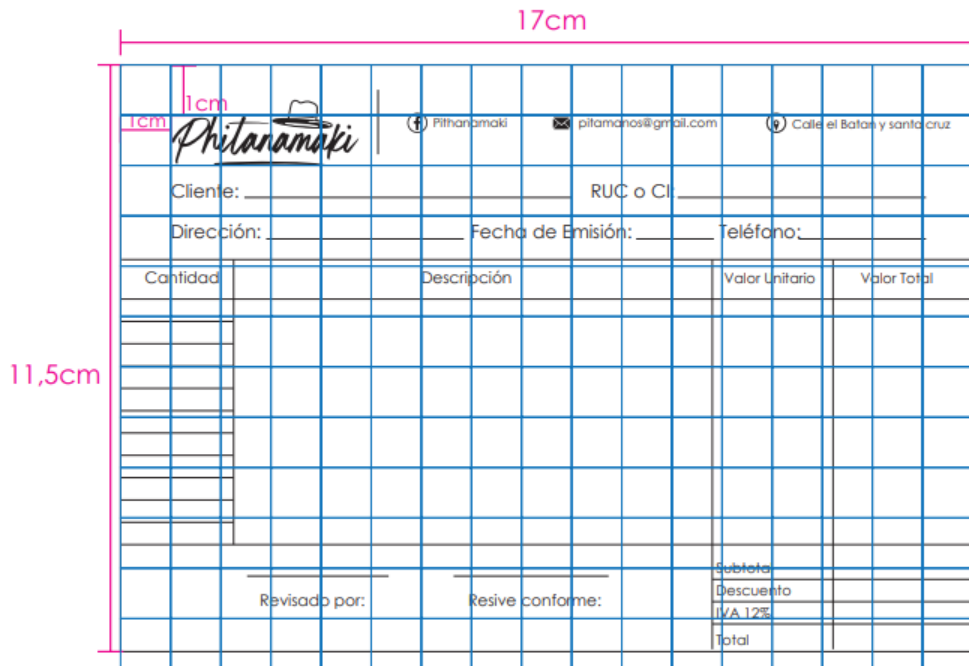 17cm
1cm
1cm
Phitanamaki
Pithanamaki pitamanos@gmail.com Calle el Batan y santa cruz
Cliente: RUC o CI:
Dirección: Fecha de Emisión: Teléfono:
Cantidad Descripción Valor Unitario Valor Total
11,5cm
Subtotal
Revisado por: Resive conforme: Descuento
IVA 12%
Total